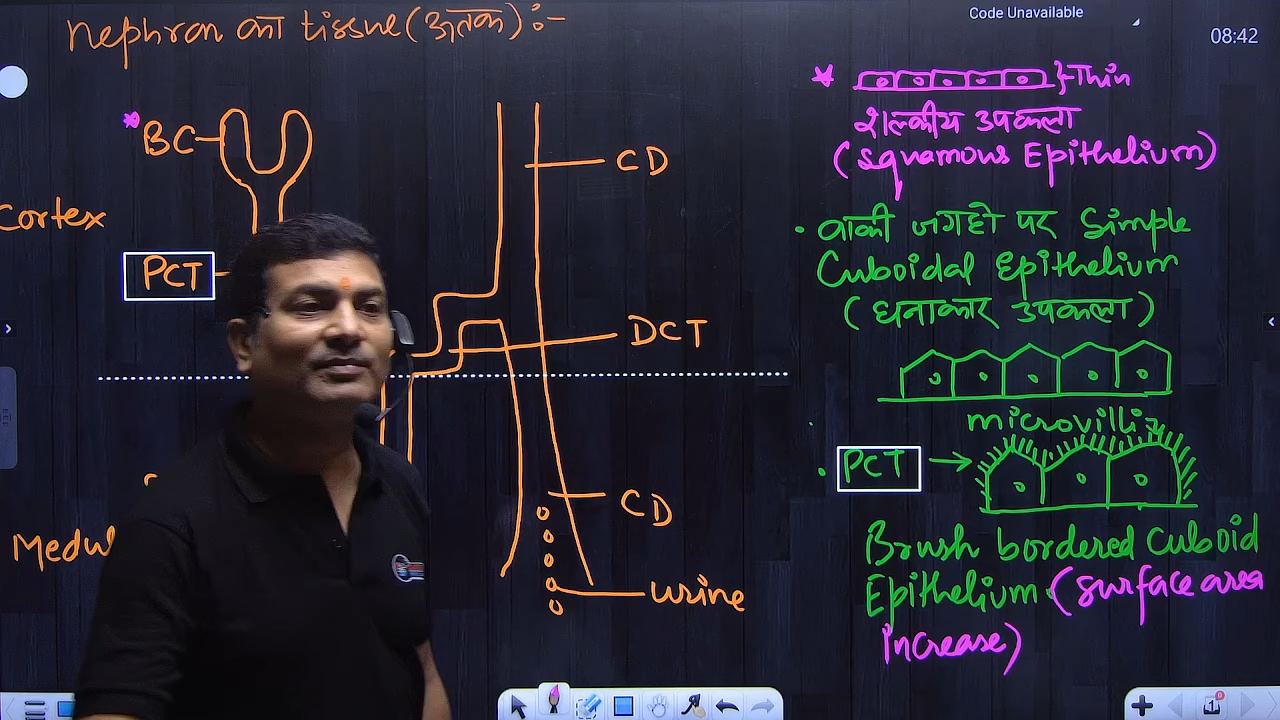 Nephron का tissue (ऊतक) :-
Code Unavailable
08:42
BC
Cortex
PCT
CD
DCT
CD
Urine
Thin
शल्कीय उपकला
(Squamous Epithelium)
बाकी जगहो पर Simple
Cuboidal Epithelium
(घनाकार उपकला)
microvilli
PCT
Brush bordered Cuboid
Epithelium. (surface area
increase)
1